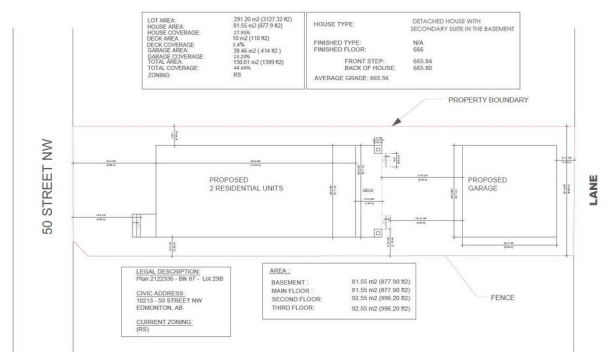 LOT AREA: 291.20 m2 (3127.32 ft2)
HOUSE AREA: 81.55 m2 (877.9 ft2)
HOUSE COVERAGE: 27.95%
DECK AREA 10 m2 (110 ft2)
DECK COVERAGE 3.4%
GARAGE AREA: 38.46 m2 ( 414 ft2 )
GARAGE COVERAGE: 13.20%
TOTAL AREA: 130.01 m2 (1399 ft2)
TOTAL COVERAGE: 44.64%
ZONING: RS
HOUSE TYPE: DETACHED HOUSE WITH
SECONDARY SUITE IN THE BASEMENT
FINISHED TYPE: N/A
FINISHED FLOOR: 666
FRONT STEP: 665.84
BACK OF HOUSE: 665.80
AVERAGE GRADE: 665.56
PROPERTY BOUNDARY
50 STREET NW
PROPOSED
2 RESIDENTIAL UNITS
DECK
PROPOSED
GARAGE
LANE
LEGAL DESCRIPTION:
Plan 2122336 - Blk 87 - Lot 29B
CIVIC ADDRESS:
10213 - 50 STREET NW
EDMONTON, AB.
CURRENT ZONING:
(RS)
AREA :
BASEMENT : 81.55 m2 (877.90 ft2)
MAIN FLOOR : 81.55 m2 (877.90 ft2)
SECOND FLOOR: 92.55 m2 (996.20 ft2)
THIRD FLOOR: 92.55 m2 (996.20 ft2)
FENCE